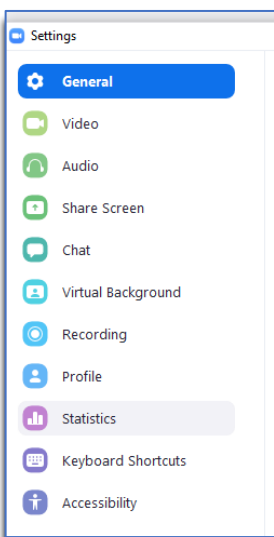 Settings
General
Video
Audio
Share Screen
Chat
Virtual Background
Recording
Profile
Statistics
Keyboard Shortcuts
Accessibility